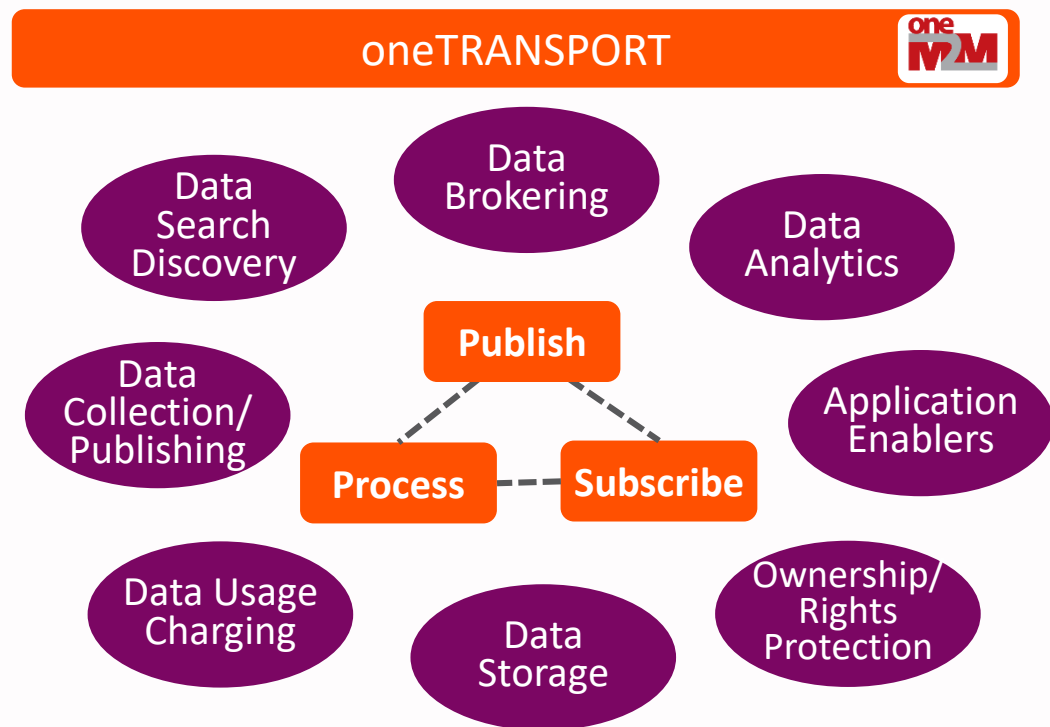 oneTRANSPORT
one
M2M
Data
Brokering
Data
Search
Discovery
Data
Analytics
Publish
Data
Collection/
Publishing
Application
Enablers
Process
Subscribe
Data Usage
Charging
Data
Storage
Ownership/
Rights
Protection